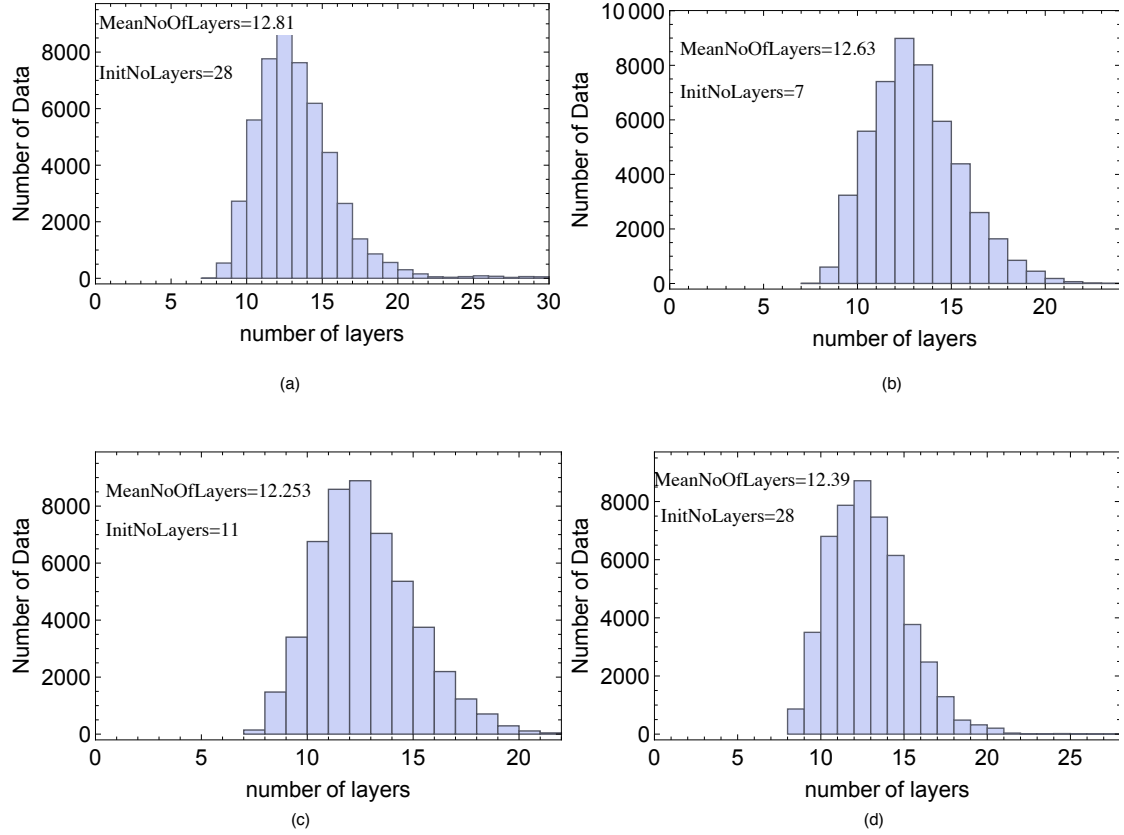 MeanNoOfLayers=12.81
InitNoLayers=28
8000
6000
4000
2000
0
Number of Data
0 5 10 15 20 25 30
number of layers
(a)
10 000
8000
6000
4000
2000
0
MeanNoOfLayers=12.63
InitNoLayers=7
Number of Data
0 5 10 15 20
number of layers
(b)
MeanNoOfLayers=12.253
InitNoLayers=11
8000
6000
4000
2000
0
Number of Data
0 5 10 15 20
number of layers
(c)
MeanNoOfLayers=12.39
InitNoLayers=28
8000
6000
4000
2000
0
Number of Data
0 5 10 15 20 25
number of layers
(d)